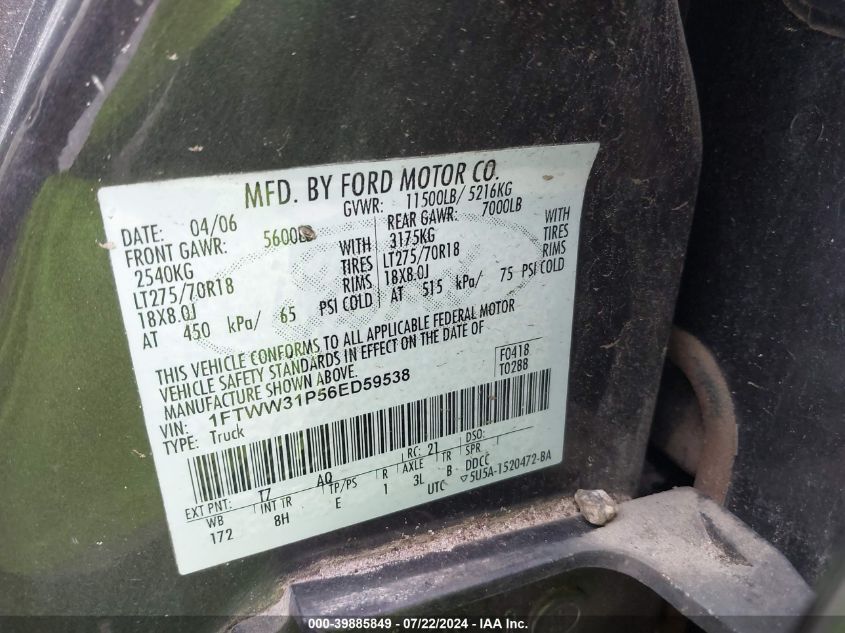 MFD. BY FORD MOTOR CO.
DATE: 04/06 GVWR: 11500LB/ 5216KG
FRONT GAWR: 5600LB REAR GAWR: 7000LB
2540KG WITH 3175KG WITH
LT275/70R18 TIRES LT275/70R18 TIRES
18X8.0J RIMS 18X8.0J RIMS
AT 450 kPa/ 65 PSI COLD AT 515 kPa/ 75 PSI COLD
THIS VEHICLE CONFORMS TO ALL APPLICABLE FEDERAL MOTOR
VEHICLE SAFETY STANDARDS IN EFFECT ON THE DATE OF
MANUFACTURE SHOWN ABOVE.
F0418
T0288
VIN: 1FTWW31P56ED59538
TYPE: Truck
EXT PNT: T7 AQ RC: 21 DSO:
WB INT TR TP/PS R AXLE TR SPR
172 8H E 1 3L B DDCC
UTC ▽5U5A-1520472-BA
000-39885849 - 07/22/2024 - IAA Inc.